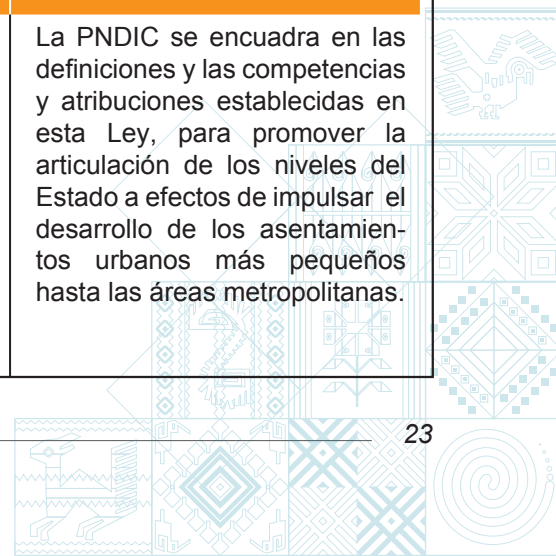 La PNDIC se encuadra en las
definiciones y las competencias
y atribuciones establecidas en
esta Ley, para promover la
articulación de los niveles del
Estado a efectos de impulsar el
desarrollo de los asentamien-
tos urbanos más pequeños
hasta las áreas metropolitanas.
23